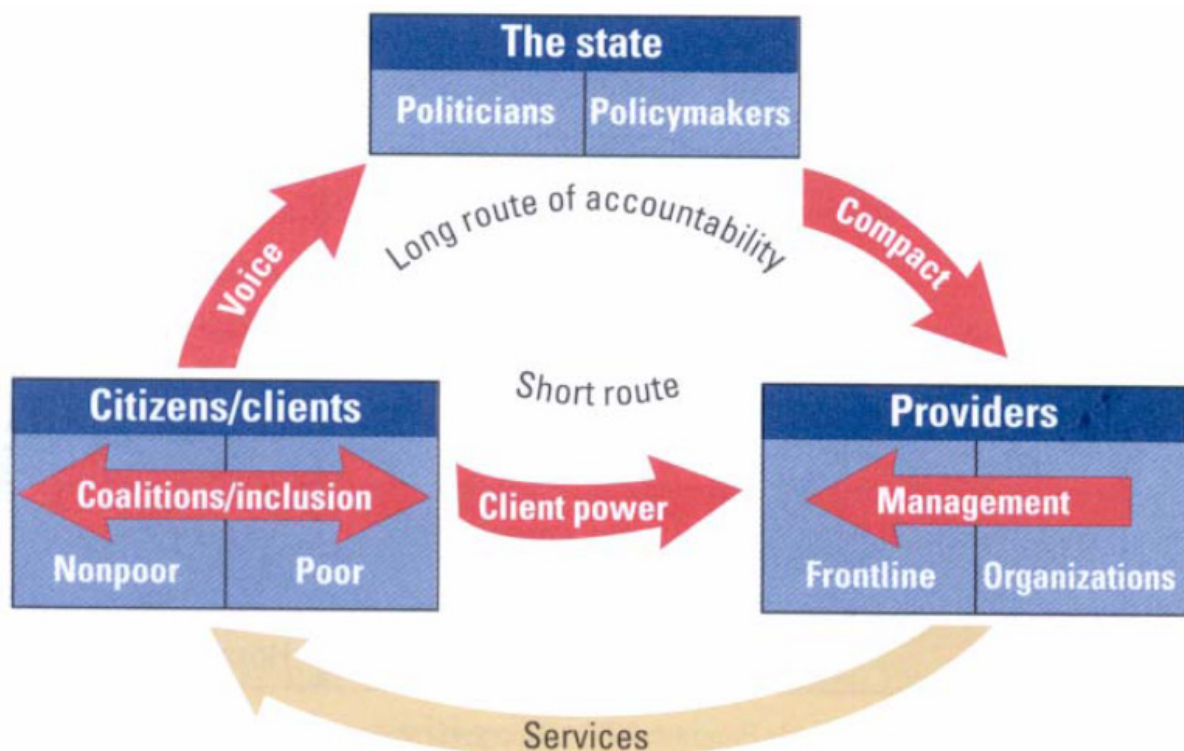 The state
Politicians Policymakers
Long route of accountability
Voice
Compact
Short route
Citizens/clients
Coalitions/inclusion
Nonpoor Poor
Client power
Providers
Management
Frontline Organizations
Services